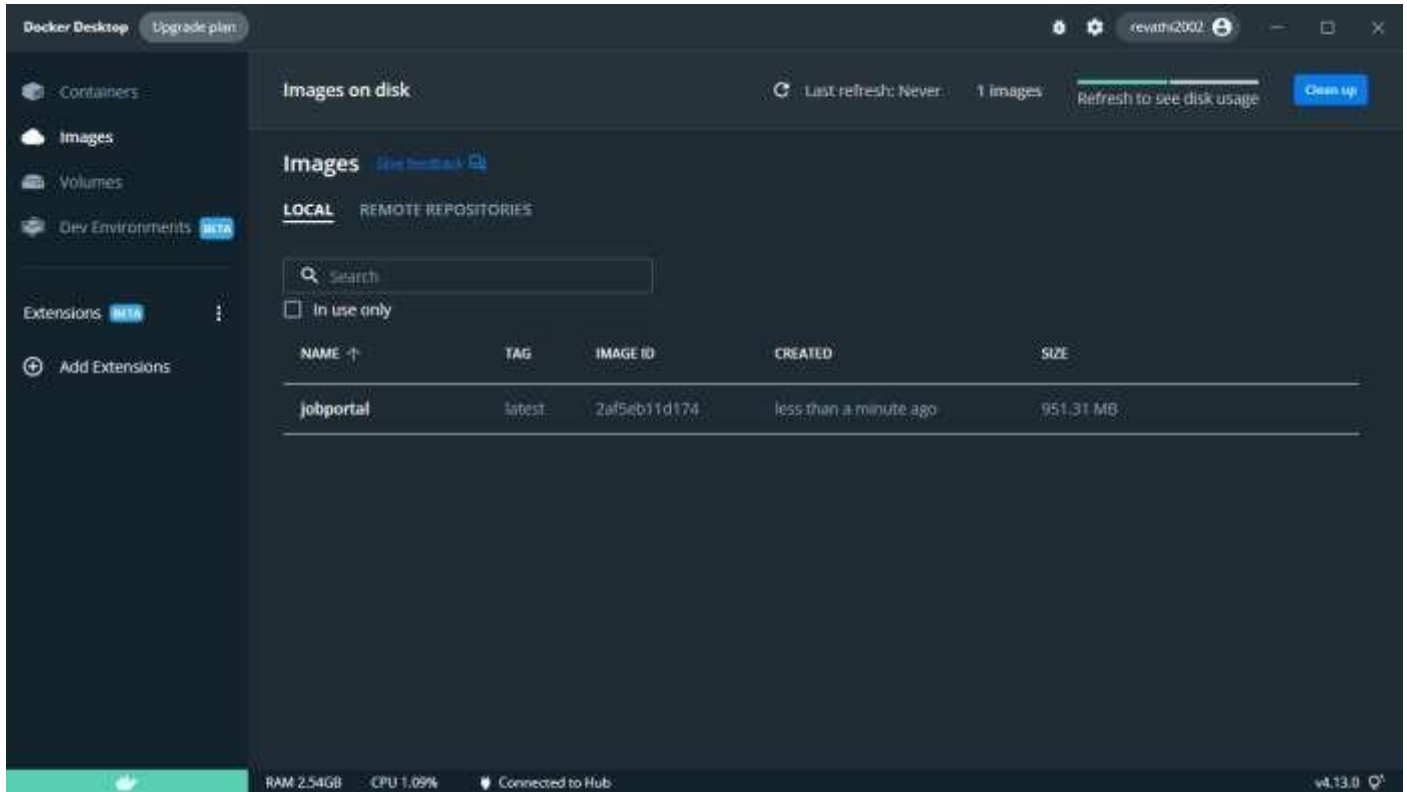 Docker Desktop Upgrade plan revathi2002
Containers
Images
Volumes
Dev Environments BETA
Extensions BETA
Add Extensions
Images on disk Last refresh: Never 1 images Refresh to see disk usage Clean up
Images Give feedback
LOCAL REMOTE REPOSITORIES
Search
In use only
NAME TAG IMAGE ID CREATED SIZE
jobportal latest 2af5eb11d174 less than a minute ago 951.31 MB
RAM 2.54GB CPU 1.09% Connected to Hub v4.13.0